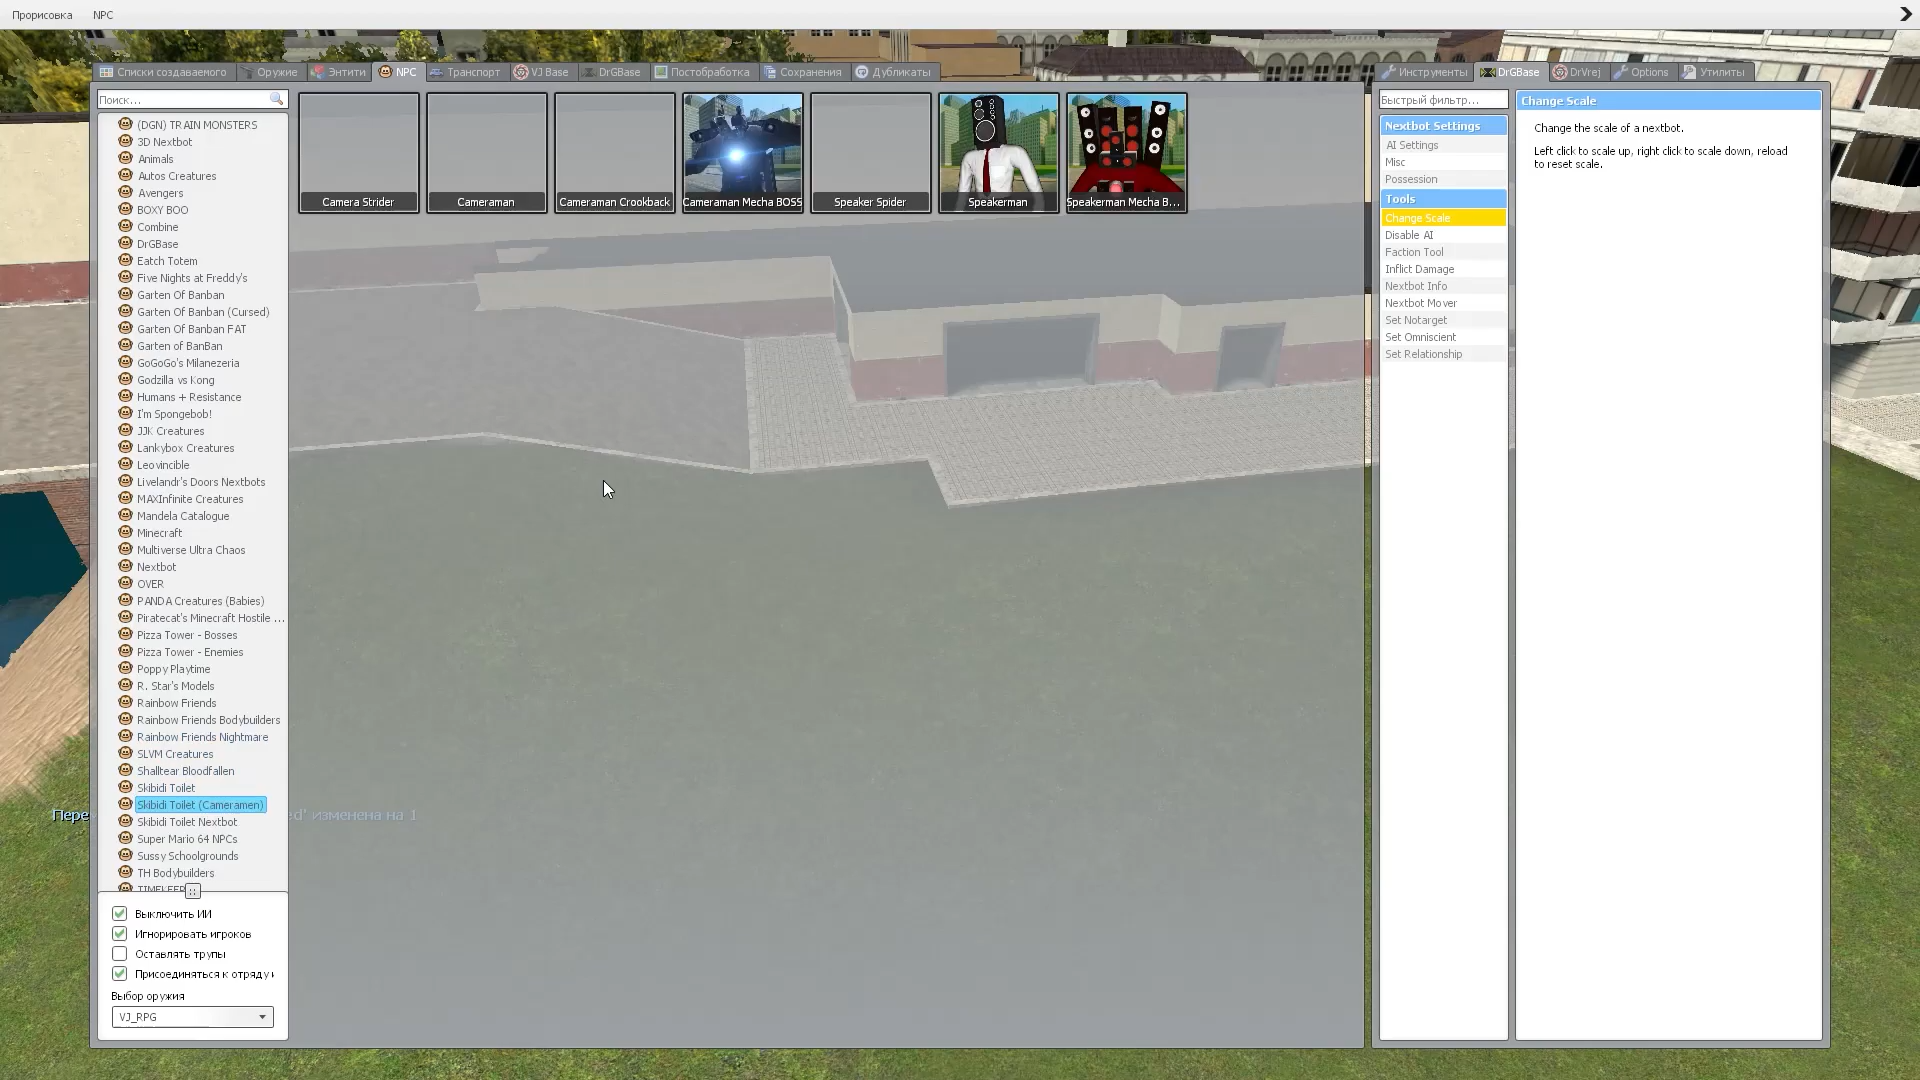 Прорисовка NPC
Списки создаваемого Оружие Энтити NPC Транспорт VJ Base DrGBase Постобработка Сохранения Дубликаты
Инструменты DrGBase DrVrej Options Утилиты
Поиск...
(DGN) TRAIN MONSTERS
3D Nextbot
Animals
Autos Creatures
Avengers
BOXY BOO
Combine
DrGBase
Eatch Totem
Five Nights at Freddy's
Garten Of Banban
Garten Of Banban (Cursed)
Garten Of Banban FAT
Garten of BanBan
GoGoGo's Milanezeria
Godzilla vs Kong
Humans + Resistance
I'm Spongebob!
JJK Creatures
Lankybox Creatures
Leovincible
Livelandr's Doors Nextbots
MAXInfinite Creatures
Mandela Catalogue
Minecraft
Multiverse Ultra Chaos
Nextbot
OVER
PANDA Creatures (Babies)
Piratecat's Minecraft Hostile ...
Pizza Tower - Bosses
Pizza Tower - Enemies
Poppy Playtime
R. Star's Models
Rainbow Friends
Rainbow Friends Bodybuilders
Rainbow Friends Nightmare
SLVM Creatures
Shalltear Bloodfallen
Skibidi Toilet
Skibidi Toilet (Cameramen)
Skibidi Toilet Nextbot
Super Mario 64 NPCs
Sussy Schoolgrounds
TH Bodybuilders
Выключить ИИ
Игнорировать игроков
Оставлять трупы
Присоединяться к отряду
Выбор оружия
VJ_RPG
Camera Strider
Cameraman
Cameraman Crookback
Cameraman Mecha BOSS
Speaker Spider
Speakerman
Speakerman Mecha B...
изменена на 1
Быстрый фильтр...
Nextbot Settings
AI Settings
Misc
Possession
Tools
Change Scale
Disable AI
Faction Tool
Inflict Damage
Nextbot Info
Nextbot Mover
Set Notarget
Set Omniscient
Set Relationship
Change Scale
Change the scale of a nextbot.
Left click to scale up, right click to scale down, reload
to reset scale.